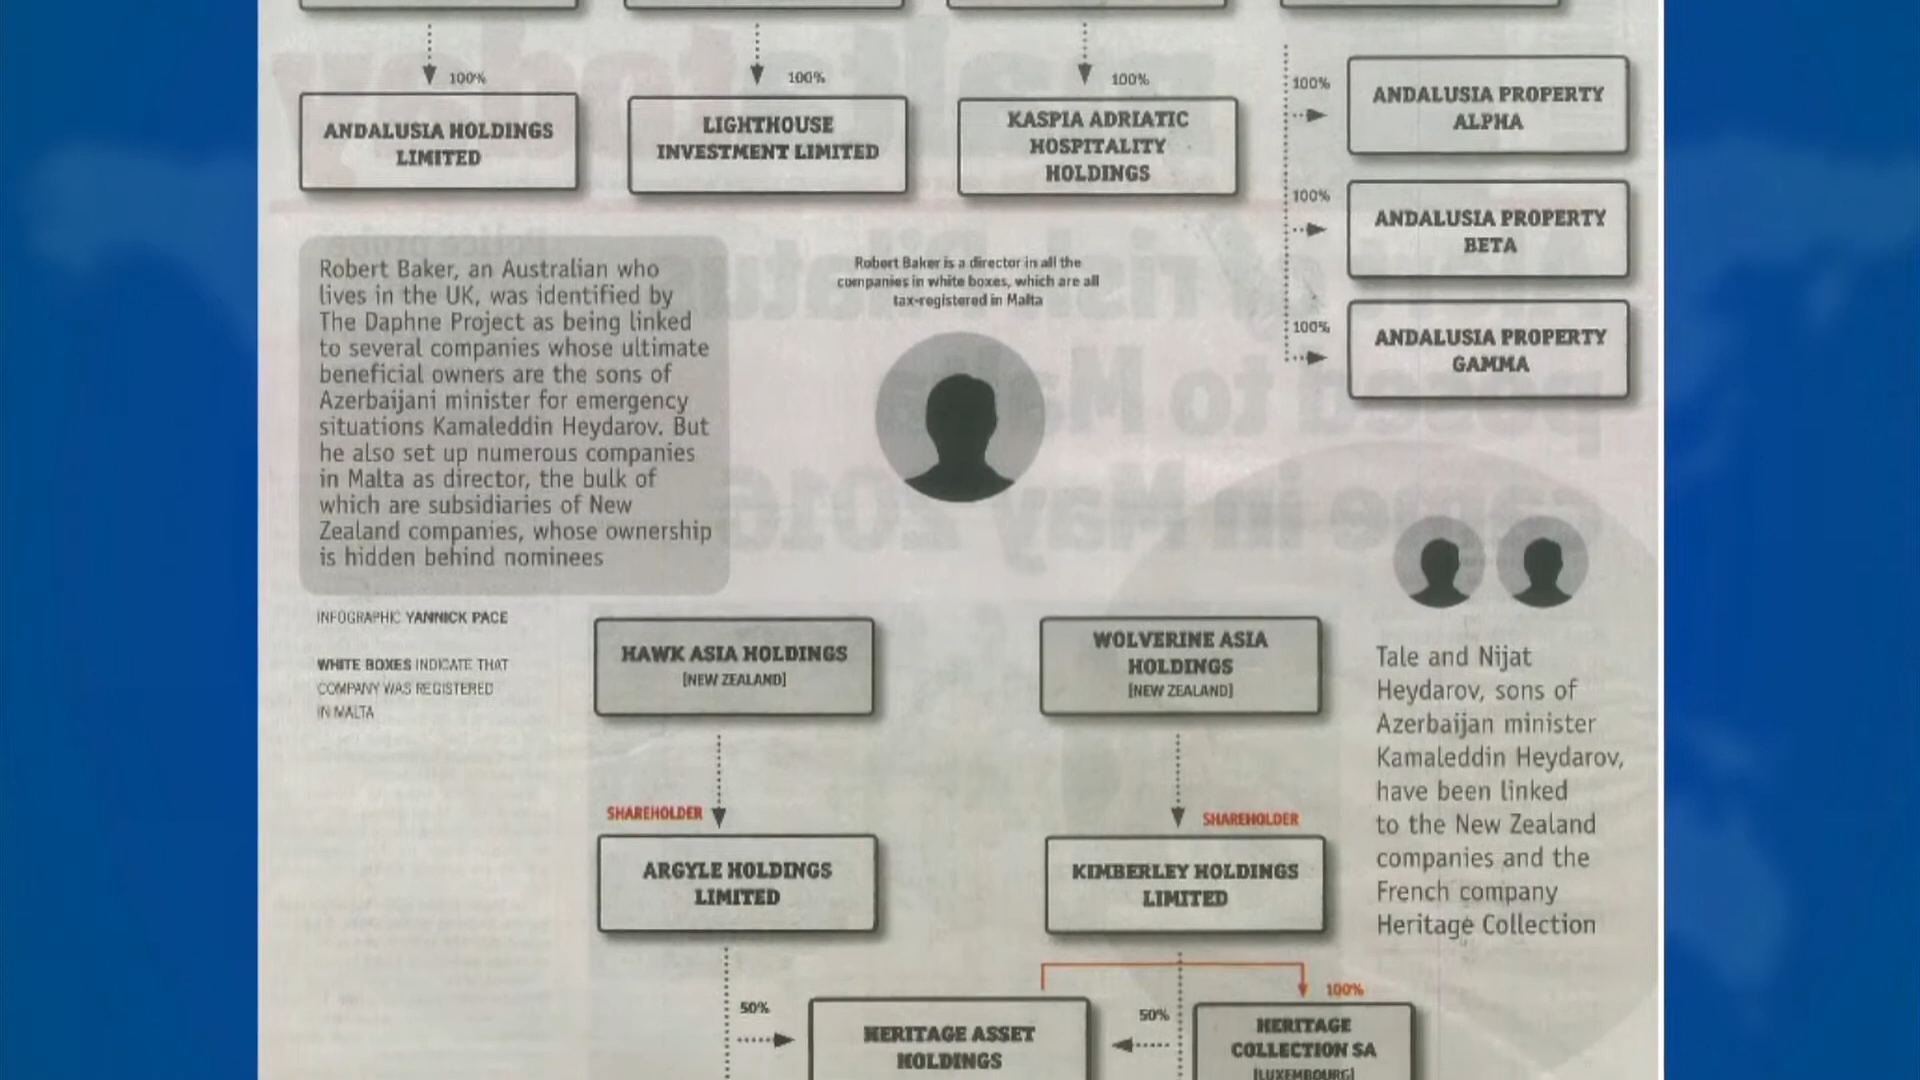 100%
100%
100%
100%
ANDALUSIA HOLDINGS
LIMITED
LIGHTHOUSE
INVESTMENT LIMITED
KASPIA ADRIATIC
HOSPITALITY
HOLDINGS
ANDALUSIA PROPERTY
ALPHA
100%
ANDALUSIA PROPERTY
BETA
100%
ANDALUSIA PROPERTY
GAMMA
Robert Baker, an Australian who
lives in the UK, was identified by
The Daphne Project as being linked
to several companies whose ultimate
beneficial owners are the sons of
Azerbaijani minister for emergency
situations Kamaleddin Heydarov. But
he also set up numerous companies
in Malta as director, the bulk of
which are subsidiaries of New
Zealand companies, whose ownership
is hidden behind nominees
Robert Baker is a director in all the
companies in white boxes, which are all
tax-registered in Malta
INFOGRAPHIC YANNICK PACE
WHITE BOXES INDICATE THAT
COMPANY WAS REGISTERED
IN MALTA
HAWK ASIA HOLDINGS
[NEW ZEALAND]
WOLVERINE ASIA
HOLDINGS
[NEW ZEALAND]
Tale and Nijat
Heydarov, sons of
Azerbaijan minister
Kamaleddin Heydarov,
have been linked
to the New Zealand
companies and the
French company
Heritage Collection
SHAREHOLDER
SHAREHOLDER
ARGYLE HOLDINGS
LIMITED
KIMBERLEY HOLDINGS
LIMITED
50%
50%
100%
HERITAGE ASSET
HOLDINGS
HERITAGE
COLLECTION SA
[LUXEMBOURG]